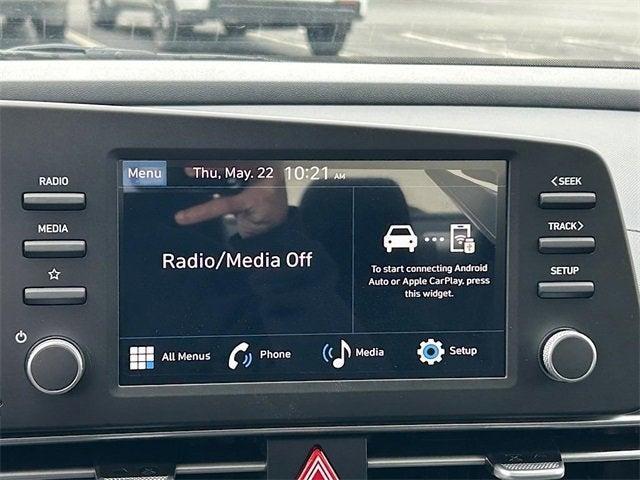 Menu Thu, May. 22 10:21 AM
RADIO
MEDIA
Radio/Media Off
To start connecting Android
Auto or Apple CarPlay, press
this widget.
All Menus Phone Media Setup
<SEEK
TRACK>
SETUP